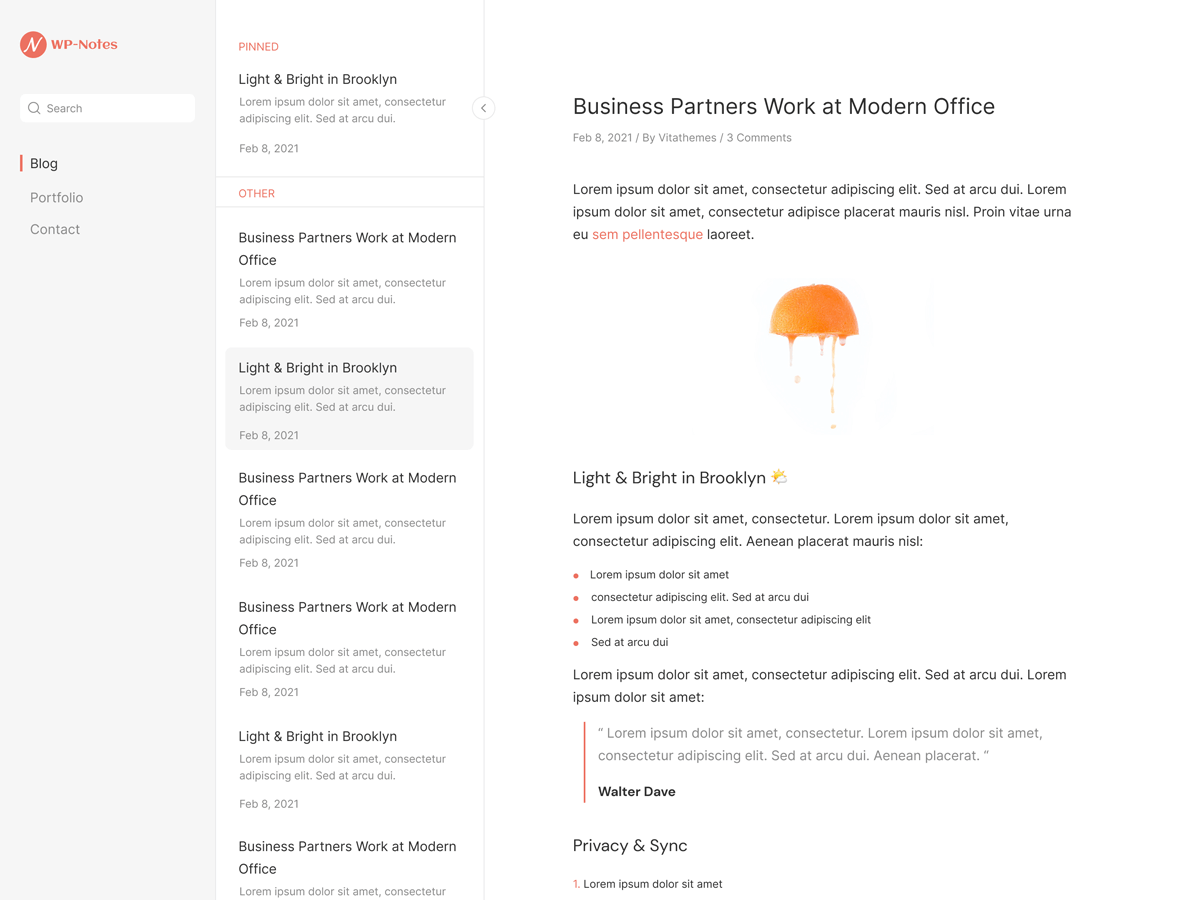 WP-Notes
Search
Blog
Portfolio
Contact
PINNED
Light & Bright in Brooklyn
Lorem ipsum dolor sit amet, consectetur
adipiscing elit. Sed at arcu dui.
Feb 8, 2021
OTHER
Business Partners Work at Modern
Office
Lorem ipsum dolor sit amet, consectetur
adipiscing elit. Sed at arcu dui.
Feb 8, 2021
Light & Bright in Brooklyn
Lorem ipsum dolor sit amet, consectetur
adipiscing elit. Sed at arcu dui.
Feb 8, 2021
Business Partners Work at Modern
Office
Lorem ipsum dolor sit amet, consectetur
adipiscing elit. Sed at arcu dui.
Feb 8, 2021
Business Partners Work at Modern
Office
Lorem ipsum dolor sit amet, consectetur
adipiscing elit. Sed at arcu dui.
Feb 8, 2021
Light & Bright in Brooklyn
Lorem ipsum dolor sit amet, consectetur
adipiscing elit. Sed at arcu dui.
Feb 8, 2021
Business Partners Work at Modern
Office
Lorem ipsum dolor sit amet, consectetur
Business Partners Work at Modern Office
Feb 8, 2021 / By Vitathemes / 3 Comments
Lorem ipsum dolor sit amet, consectetur adipiscing elit. Sed at arcu dui. Lorem
ipsum dolor sit amet, consectetur adipisce placerat mauris nisl. Proin vitae urna
eu sem pellentesque laoreet.
Light & Bright in Brooklyn 🌤️
Lorem ipsum dolor sit amet, consectetur. Lorem ipsum dolor sit amet,
consectetur adipiscing elit. Aenean placerat mauris nisl:
• Lorem ipsum dolor sit amet
• consectetur adipiscing elit. Sed at arcu dui
• Lorem ipsum dolor sit amet, consectetur adipiscing elit
• Sed at arcu dui
Lorem ipsum dolor sit amet, consectetur adipiscing elit. Sed at arcu dui. Lorem
ipsum dolor sit amet:
“ Lorem ipsum dolor sit amet, consectetur. Lorem ipsum dolor sit amet,
consectetur adipiscing elit. Sed at arcu dui. Aenean placerat. “
Walter Dave
Privacy & Sync
1. Lorem ipsum dolor sit amet